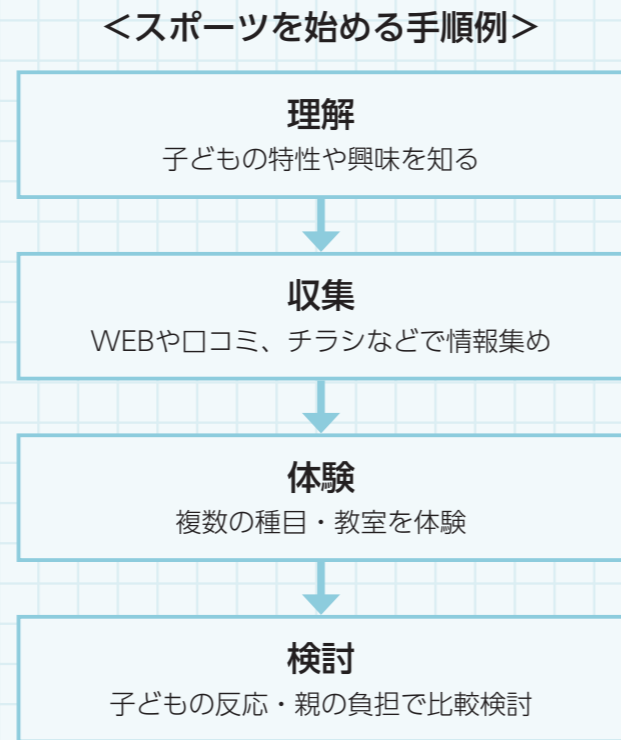 ＜スポーツを始める手順例＞
理解
子どもの特性や興味を知る
収集
WEBや口コミ、チラシなどで情報集め
体験
複数の種目・教室を体験
検討
子どもの反応・親の負担で比較検討